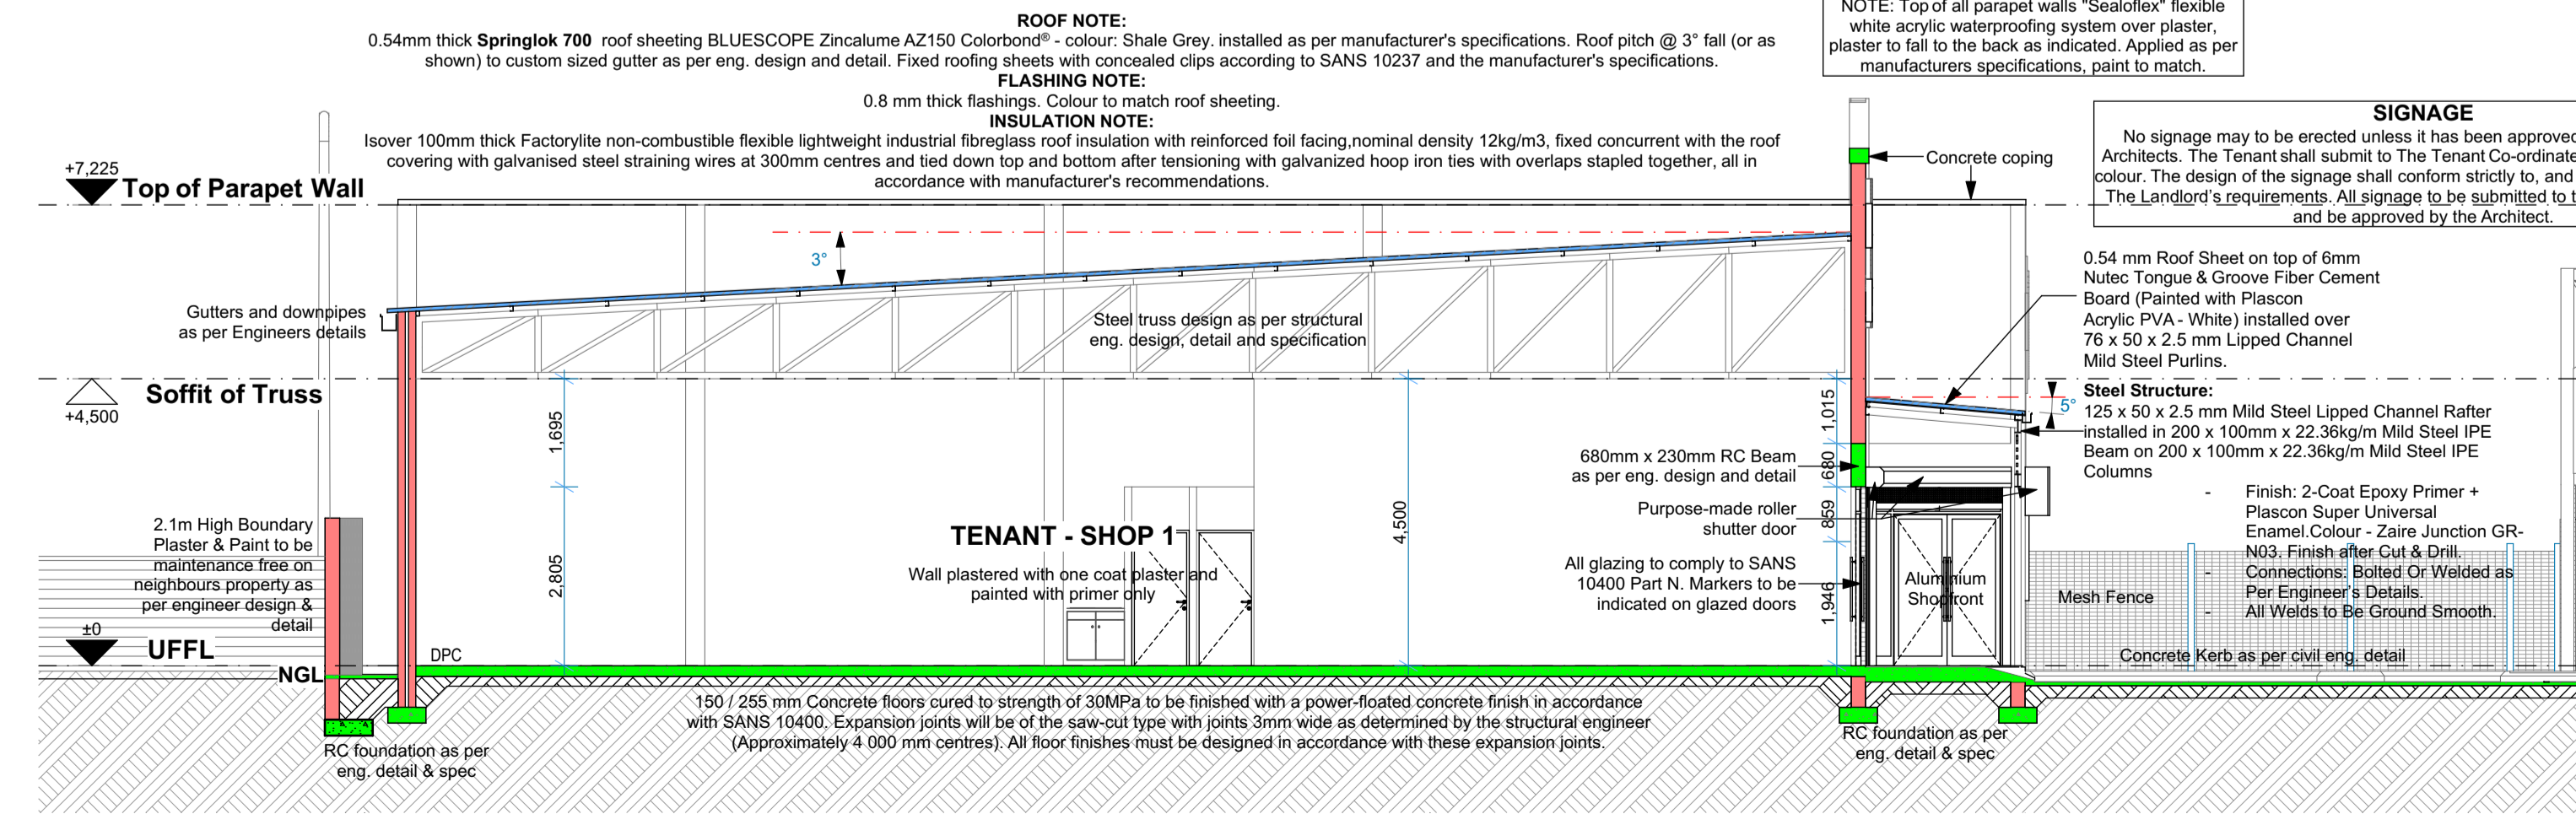 ROOF NOTE:
0.54mm thick Springlok 700 roof sheeting BLUESCOPE Zincalume AZ150 Colorbond® - colour: Shale Grey. installed as per manufacturer's specifications. Roof pitch @ 3° fall (or as
shown) to custom sized gutter as per eng. design and detail. Fixed roofing sheets with concealed clips according to SANS 10237 and the manufacturer's specifications.
FLASHING NOTE:
0.8 mm thick flashings. Colour to match roof sheeting.
INSULATION NOTE:
Isover 100mm thick Factorylite non-combustible flexible lightweight industrial fibreglass roof insulation with reinforced foil facing,nominal density 12kg/m3, fixed concurrent with the roof
covering with galvanised steel straining wires at 300mm centres and tied down top and bottom after tensioning with galvanized hoop iron ties with overlaps stapled together, all in
accordance with manufacturer's recommendations.
NOTE: Top of all parapet walls "Sealoflex" flexible
white acrylic waterproofing system over plaster,
plaster to fall to the back as indicated. Applied as per
manufacturers specifications, paint to match.
SIGNAGE
No signage may to be erected unless it has been approved
Architects. The Tenant shall submit to The Tenant Co-ordinate
colour. The design of the signage shall conform strictly to, and
The Landlord's requirements. All signage to be submitted to t
and be approved by the Architect.
Concrete coping
+7,225
Top of Parapet Wall
3°
Gutters and downpipes
as per Engineers details
Steel truss design as per structural
eng. design, detail and specification
0.54 mm Roof Sheet on top of 6mm
Nutec Tongue & Groove Fiber Cement
Board (Painted with Plascon
Acrylic PVA - White) installed over
76 x 50 x 2.5 mm Lipped Channel
Mild Steel Purlins.
Soffit of Truss
+4,500
5°
Steel Structure:
125 x 50 x 2.5 mm Mild Steel Lipped Channel Rafter
installed in 200 x 100mm x 22.36kg/m Mild Steel IPE
Beam on 200 x 100mm x 22.36kg/m Mild Steel IPE
Columns
- Finish: 2-Coat Epoxy Primer +
Plascon Super Universal
Enamel.Colour - Zaire Junction GR-
N03. Finish after Cut & Drill.
- Connections: Bolted Or Welded as
Per Engineer's Details.
- All Welds to Be Ground Smooth.
1,695
2,805
4,500
1,015
680
859
1,946
680mm x 230mm RC Beam
as per eng. design and detail
Purpose-made roller
shutter door
All glazing to comply to SANS
10400 Part N. Markers to be
indicated on glazed doors
TENANT - SHOP 1
Wall plastered with one coat plaster and
painted with primer only
Aluminium
Shopfront
Mesh Fence
2.1m High Boundary
Plaster & Paint to be
maintenance free on
neighbours property as
per engineer design &
detail
±0
UFFL
NGL
DPC
Concrete Kerb as per civil eng. detail
150 / 255 mm Concrete floors cured to strength of 30MPa to be finished with a power-floated concrete finish in accordance
with SANS 10400. Expansion joints will be of the saw-cut type with joints 3mm wide as determined by the structural engineer
(Approximately 4 000 mm centres). All floor finishes must be designed in accordance with these expansion joints.
RC foundation as per
eng. detail & spec
RC foundation as per
eng. detail & spec